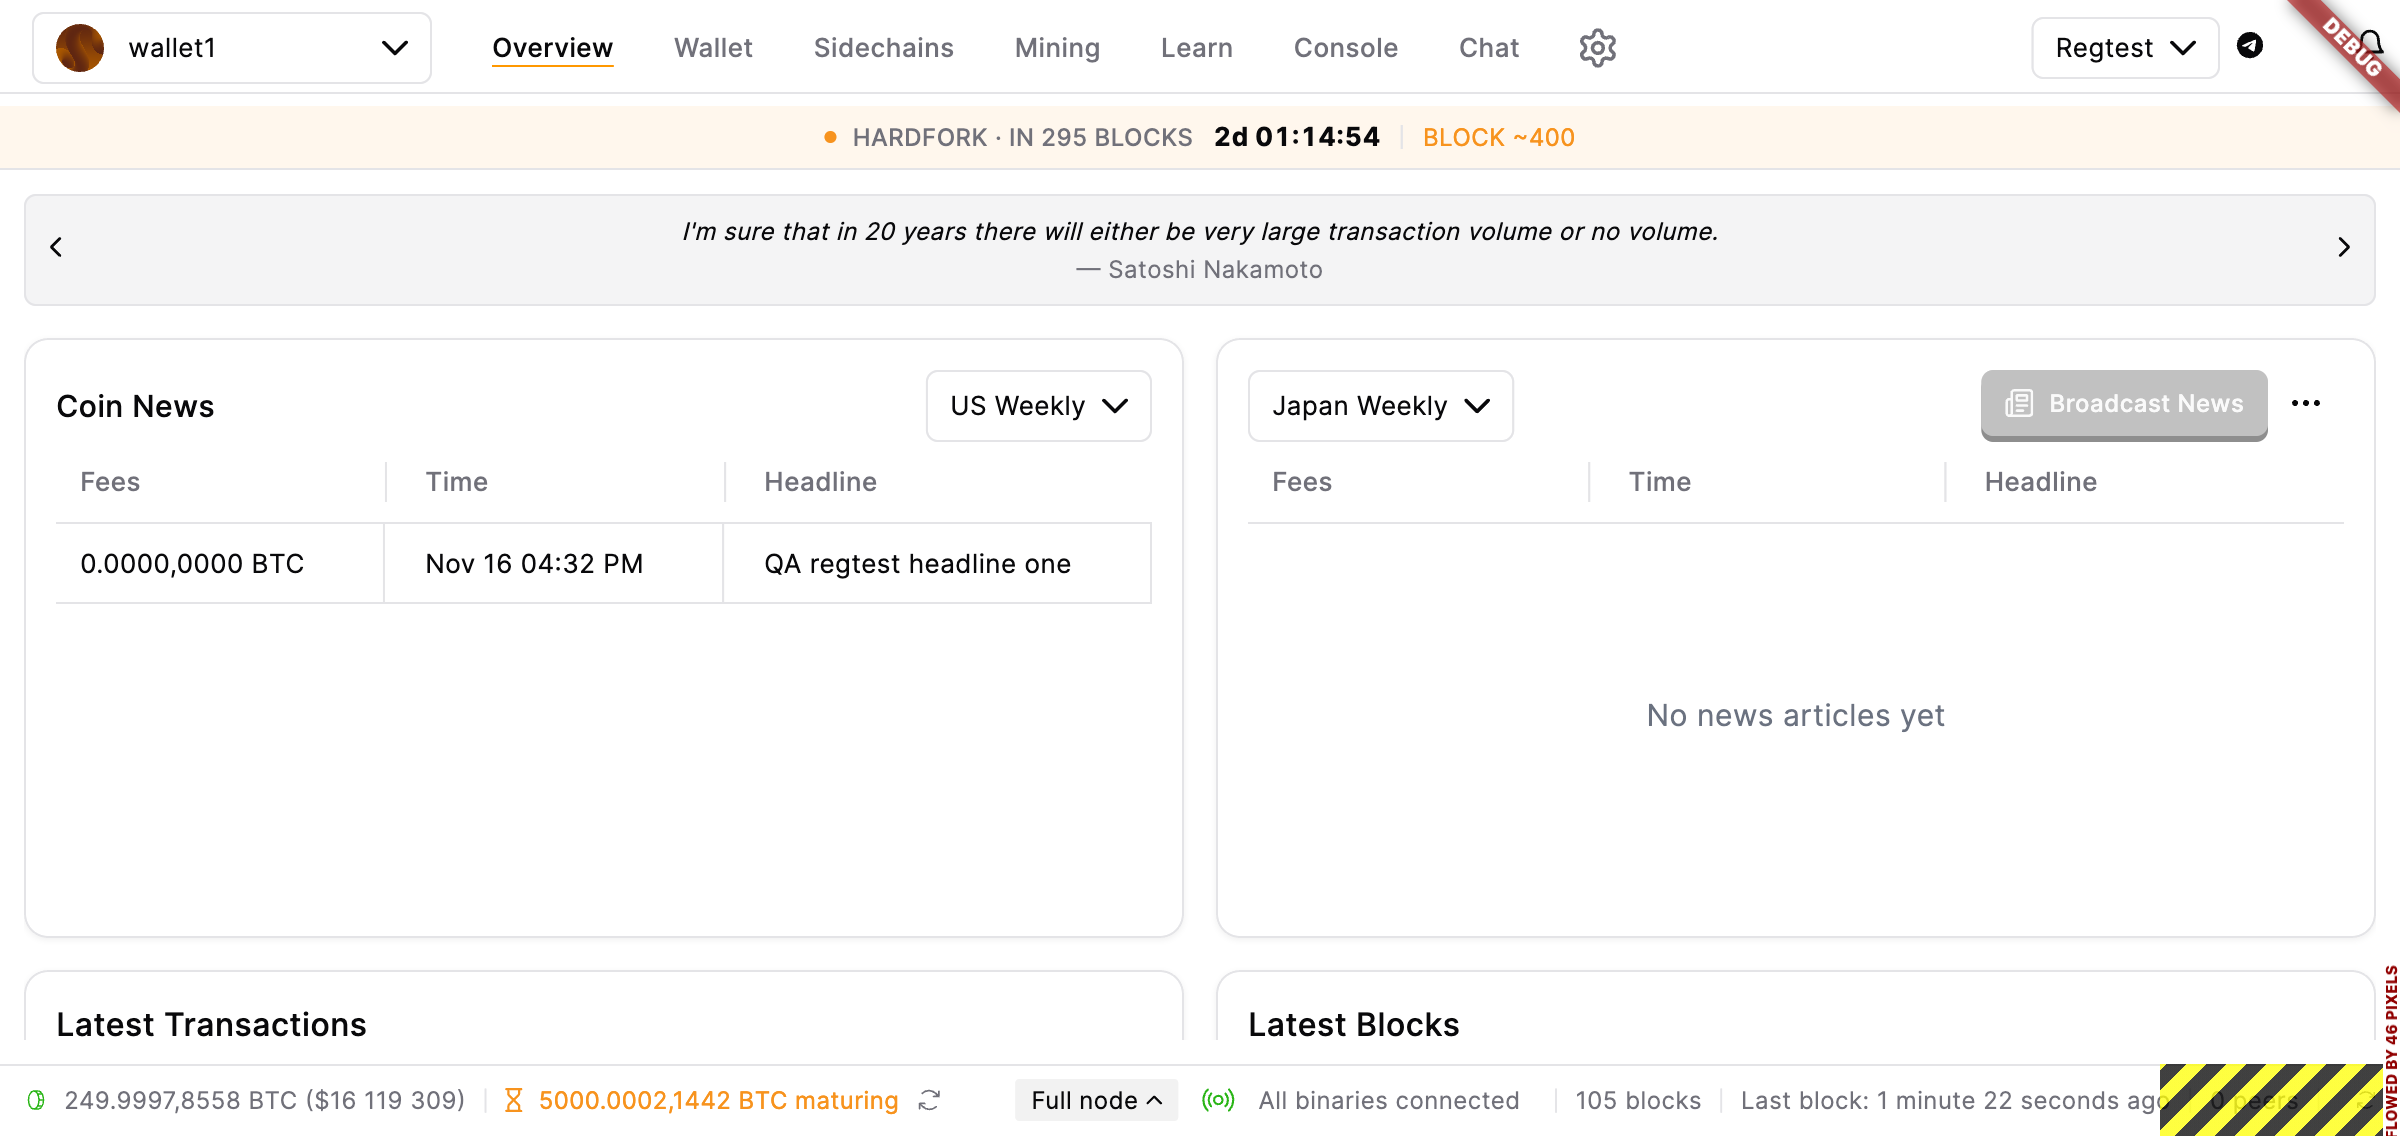 wallet1
Overview
Wallet
Sidechains
Mining
Learn
Console
Chat
Regtest
DEBUG
HARDFORK · IN 295 BLOCKS 2d 01:14:54 BLOCK ~400
I'm sure that in 20 years there will either be very large transaction volume or no volume.
— Satoshi Nakamoto
Coin News
US Weekly
Fees Time Headline
0.0000,0000 BTC Nov 16 04:32 PM QA regtest headline one
Japan Weekly
Broadcast News
Fees Time Headline
No news articles yet
Latest Transactions
Latest Blocks
249.9997,8558 BTC ($16 119 309)
5000.0002,1442 BTC maturing
Full node
All binaries connected
105 blocks
Last block: 1 minute 22 seconds ago
0 peers
FLOWED BY 46 PIXELS